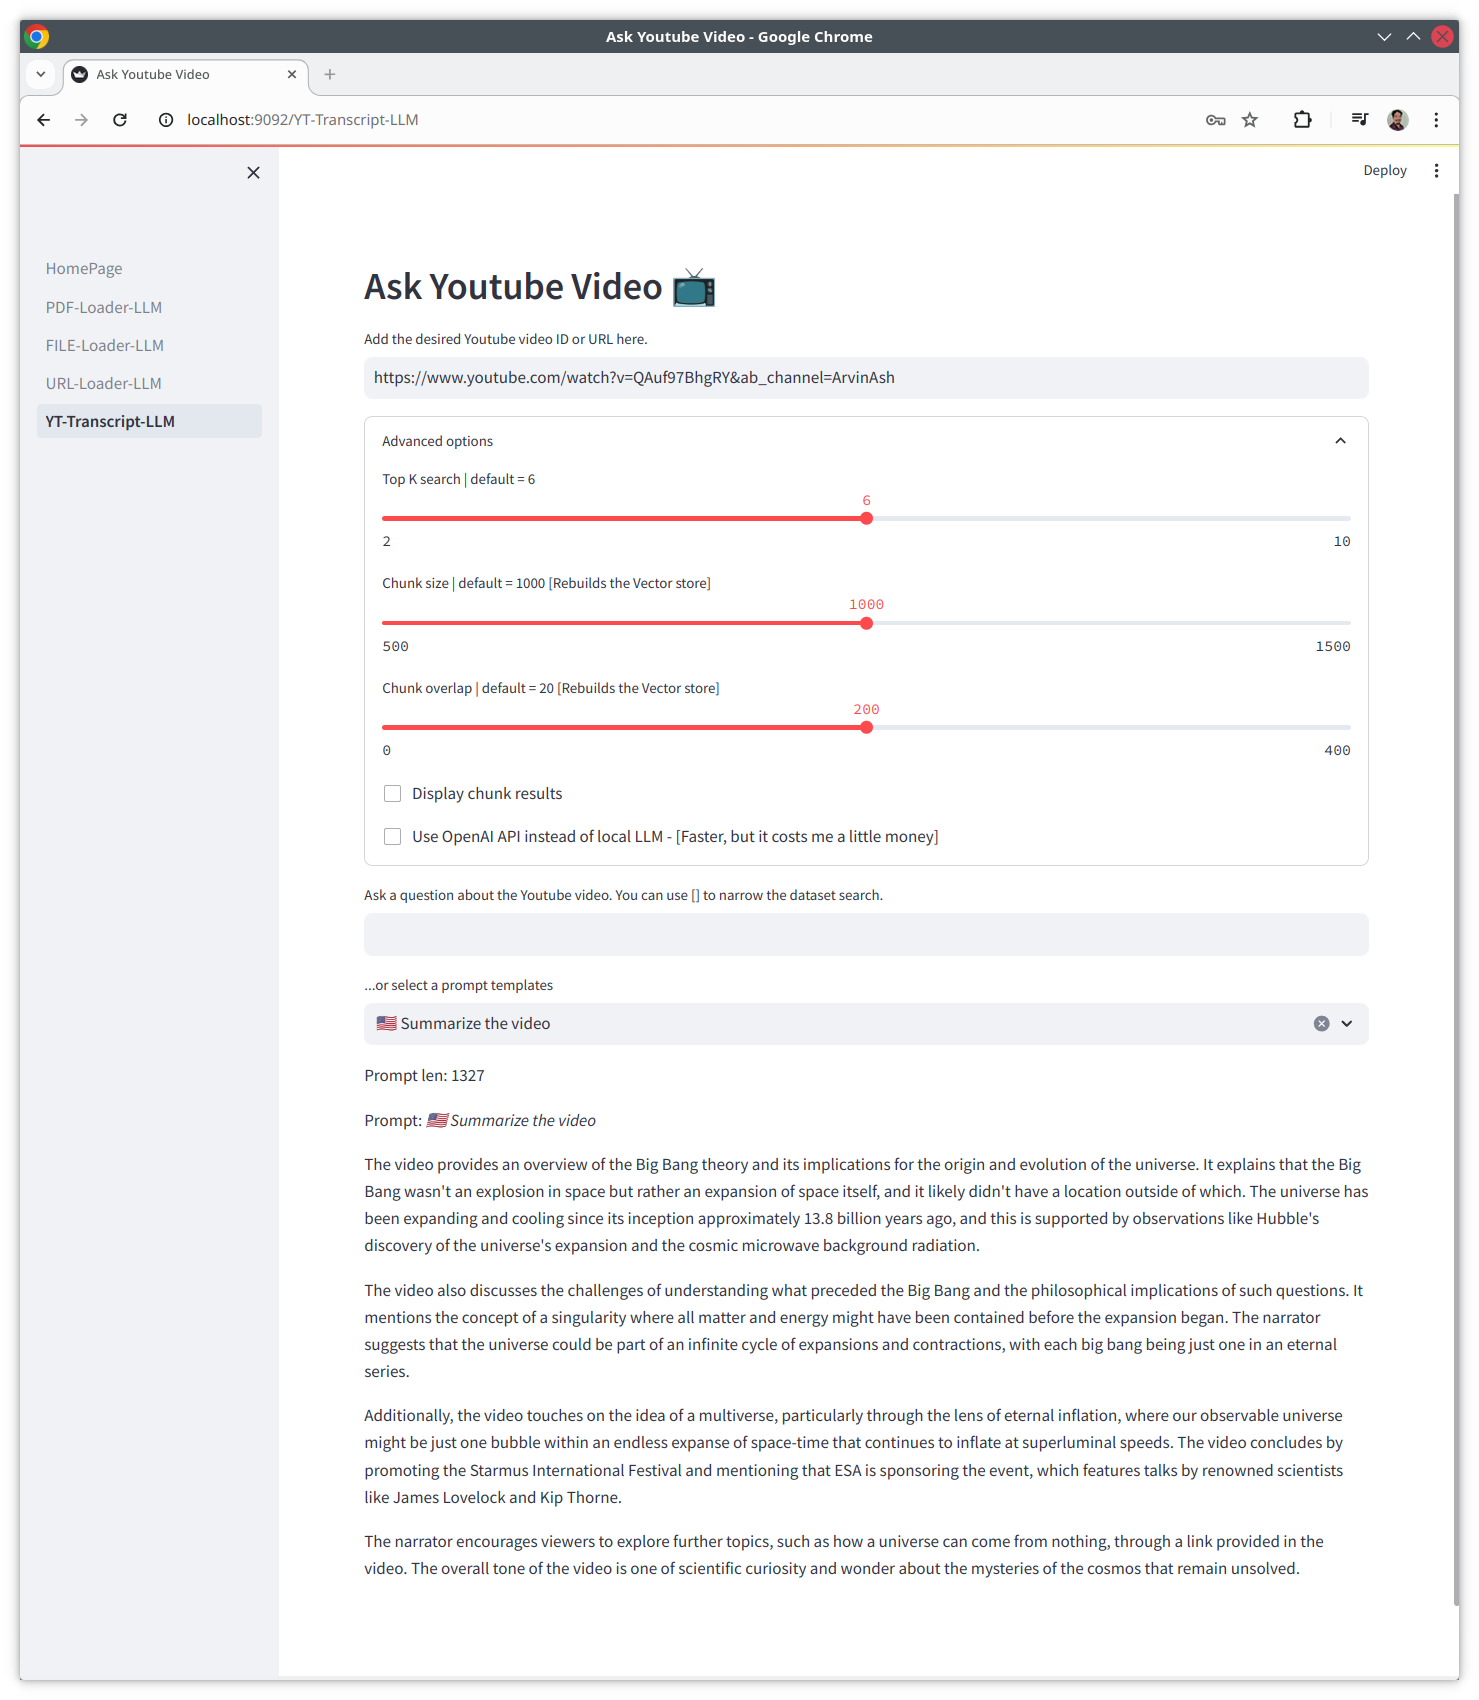 Ask Youtube Video - Google Chrome
Ask Youtube Video
localhost:9092/YT-Transcript-LLM
Deploy
HomePage
PDF-Loader-LLM
FILE-Loader-LLM
URL-Loader-LLM
YT-Transcript-LLM
Ask Youtube Video 📺
Add the desired Youtube video ID or URL here.
https://www.youtube.com/watch?v=QAuf97BhgRY&ab_channel=ArvinAsh
Advanced options
Top K search | default = 6
6
2 10
Chunk size | default = 1000 [Rebuilds the Vector store]
1000
500 1500
Chunk overlap | default = 20 [Rebuilds the Vector store]
200
0 400
Display chunk results
Use OpenAI API instead of local LLM - [Faster, but it costs me a little money]
Ask a question about the Youtube video. You can use [] to narrow the dataset search.
...or select a prompt templates
🇺🇸 Summarize the video
Prompt len: 1327
Prompt: 🇺🇸 Summarize the video
The video provides an overview of the Big Bang theory and its implications for the origin and evolution of the universe. It explains that the Big
Bang wasn't an explosion in space but rather an expansion of space itself, and it likely didn't have a location outside of which. The universe has
been expanding and cooling since its inception approximately 13.8 billion years ago, and this is supported by observations like Hubble's
discovery of the universe's expansion and the cosmic microwave background radiation.
The video also discusses the challenges of understanding what preceded the Big Bang and the philosophical implications of such questions. It
mentions the concept of a singularity where all matter and energy might have been contained before the expansion began. The narrator
suggests that the universe could be part of an infinite cycle of expansions and contractions, with each big bang being just one in an eternal
series.
Additionally, the video touches on the idea of a multiverse, particularly through the lens of eternal inflation, where our observable universe
might be just one bubble within an endless expanse of space-time that continues to inflate at superluminal speeds. The video concludes by
promoting the Starmus International Festival and mentioning that ESA is sponsoring the event, which features talks by renowned scientists
like James Lovelock and Kip Thorne.
The narrator encourages viewers to explore further topics, such as how a universe can come from nothing, through a link provided in the
video. The overall tone of the video is one of scientific curiosity and wonder about the mysteries of the cosmos that remain unsolved.